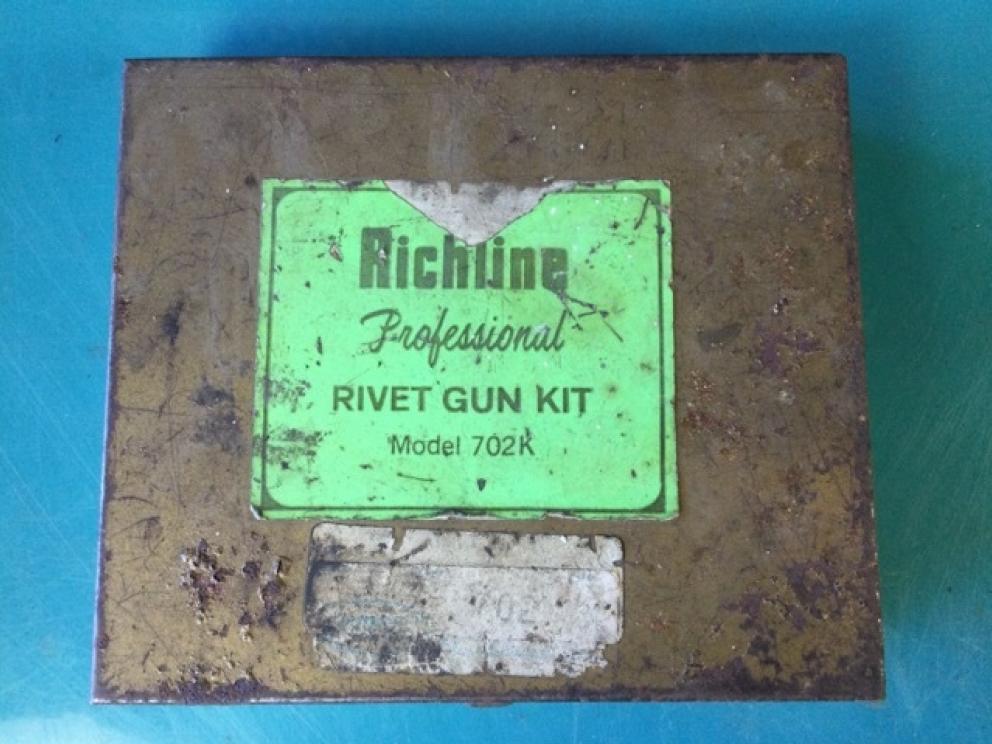 Richline
Professional
RIVET GUN KIT
Model 702K